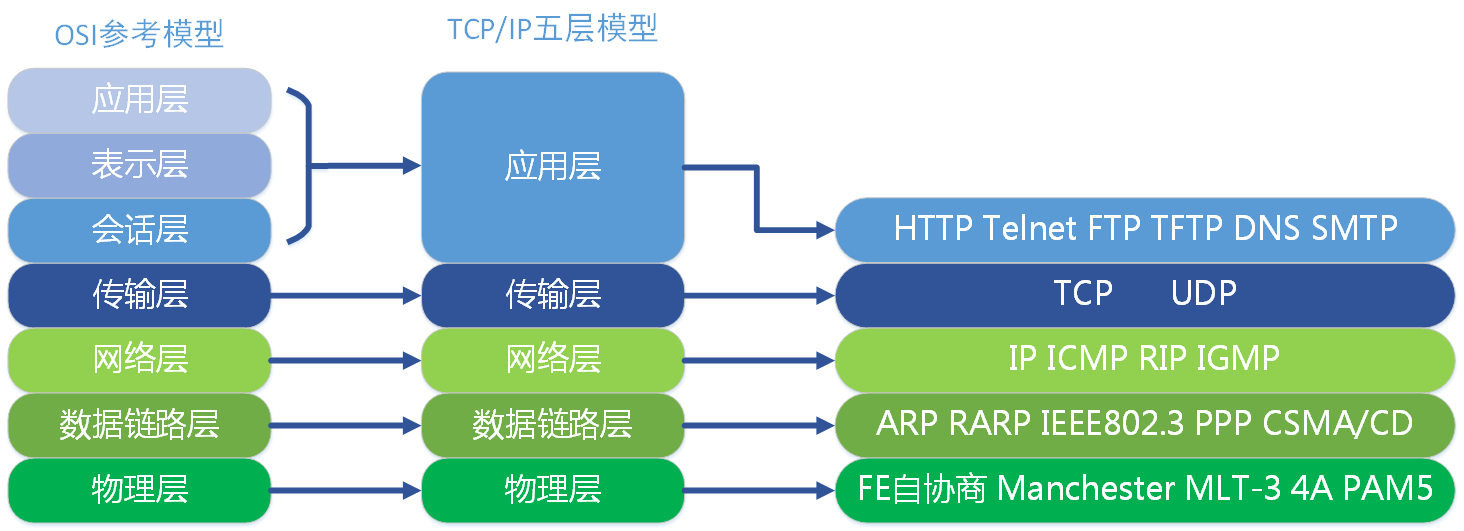 OSI参考模型
TCP/IP五层模型
应用层
表示层
会话层
传输层
网络层
数据链路层
物理层
应用层
传输层
网络层
数据链路层
物理层
HTTP Telnet FTP TFTP DNS SMTP
TCP UDP
IP ICMP RIP IGMP
ARP RARP IEEE802.3 PPP CSMA/CD
FE自协商 Manchester MLT-3 4A PAM5